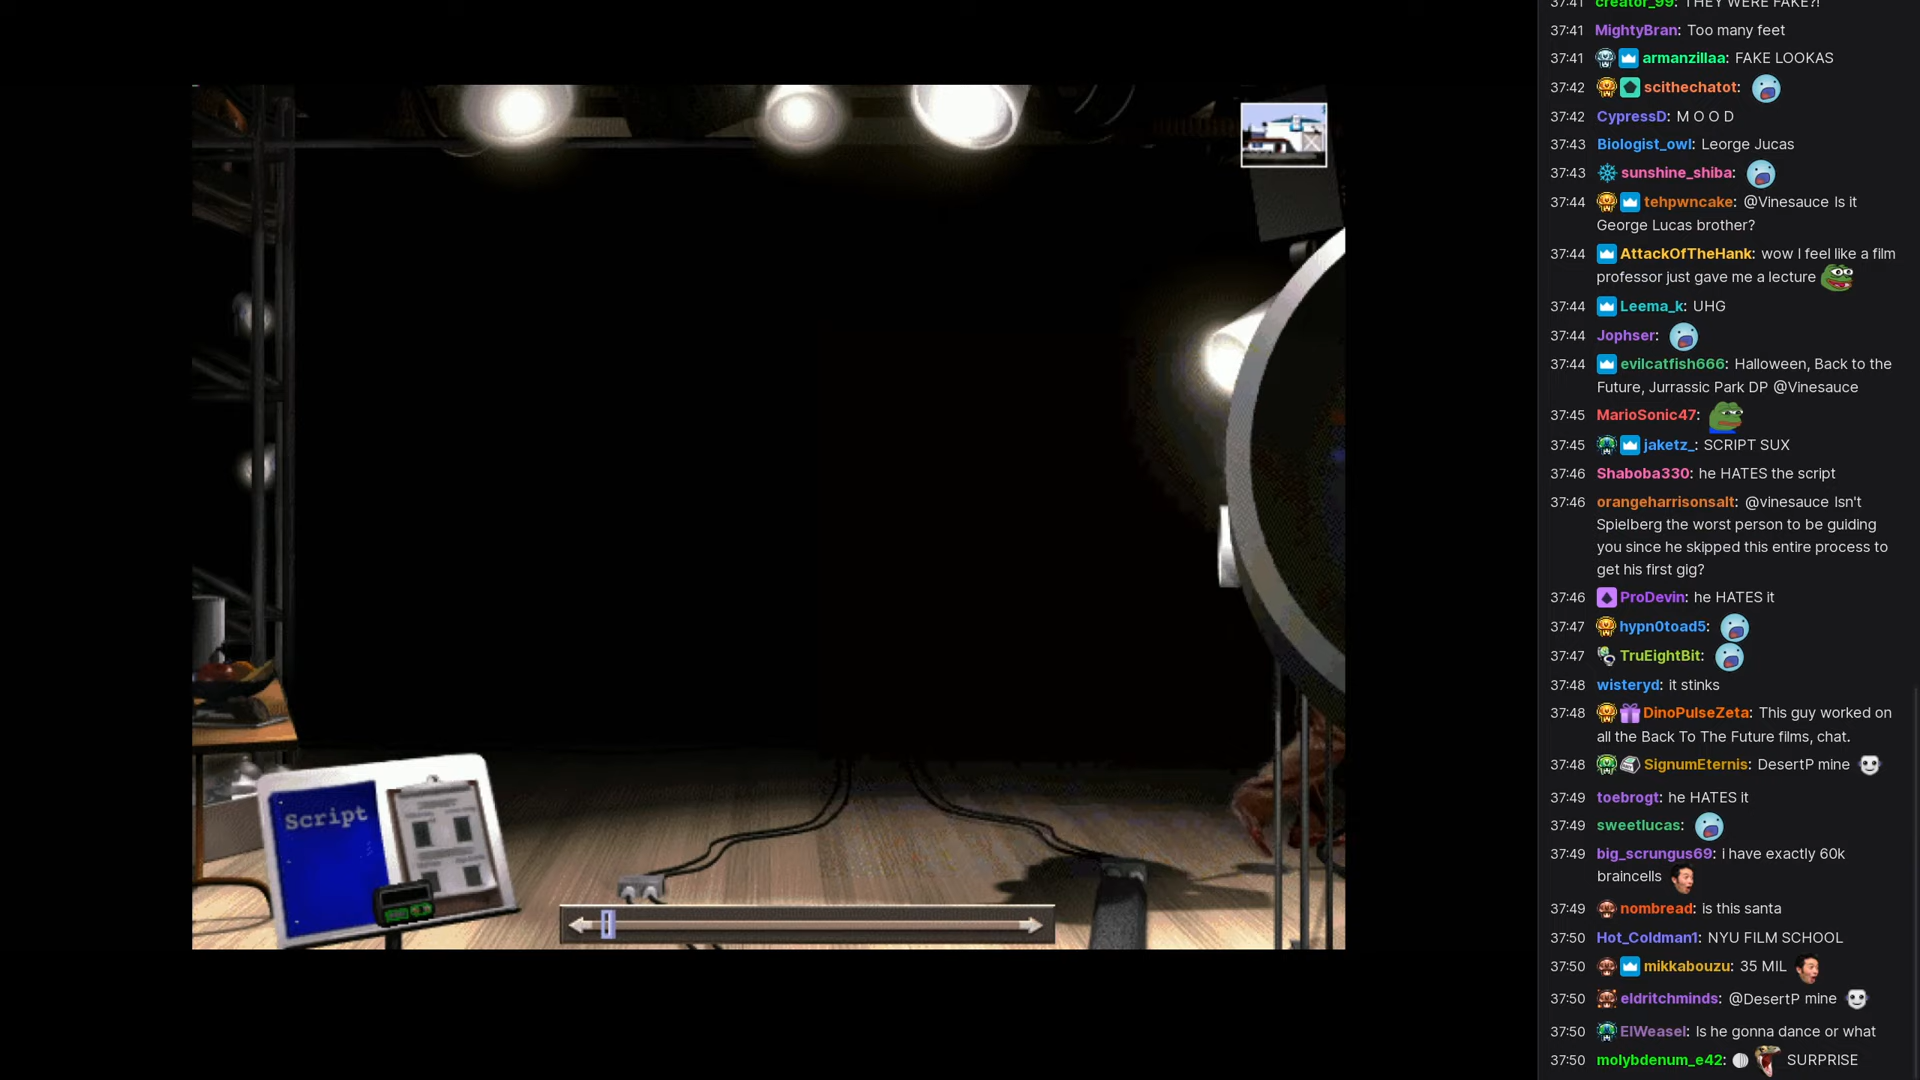 37:41 creator_99: THEY WERE FAKE?!
37:41 MightyBran: Too many feet
37:41 armanzillaa: FAKE LOOKAS
37:42 scithechatot:
37:42 CypressD: M O O D
37:43 Biologist_owl: Leorge Jucas
37:43 sunshine_shiba:
37:44 tehpwncake: @Vinesauce Is it
George Lucas brother?
37:44 AttackOfTheHank: wow I feel like a film
professor just gave me a lecture
37:44 Leema_k: UHG
37:44 Jophser:
37:44 evilcatfish666: Halloween, Back to the
Future, Jurrassic Park DP @Vinesauce
37:45 MarioSonic47:
37:45 jaketz_: SCRIPT SUX
37:46 Shaboba330: he HATES the script
37:46 orangeharrisonsalt: @vinesauce Isn't
Spielberg the worst person to be guiding
you since he skipped this entire process to
get his first gig?
37:46 ProDevin: he HATES it
37:47 hypn0toad5:
37:47 TruEightBit:
37:48 wisteryd: it stinks
37:48 DinoPulseZeta: This guy worked on
all the Back To The Future films, chat.
37:48 SignumEternis: DesertP mine
37:49 toebrogt: he HATES it
37:49 sweetlucas:
37:49 big_scrungus69: i have exactly 60k
braincells
37:49 nombread: is this santa
37:50 Hot_Coldman1: NYU FILM SCHOOL
37:50 mikkabouzu: 35 MIL
37:50 eldritchminds: @DesertP mine
37:50 ElWeasel: Is he gonna dance or what
37:50 molybdenum_e42: SURPRISE
Script